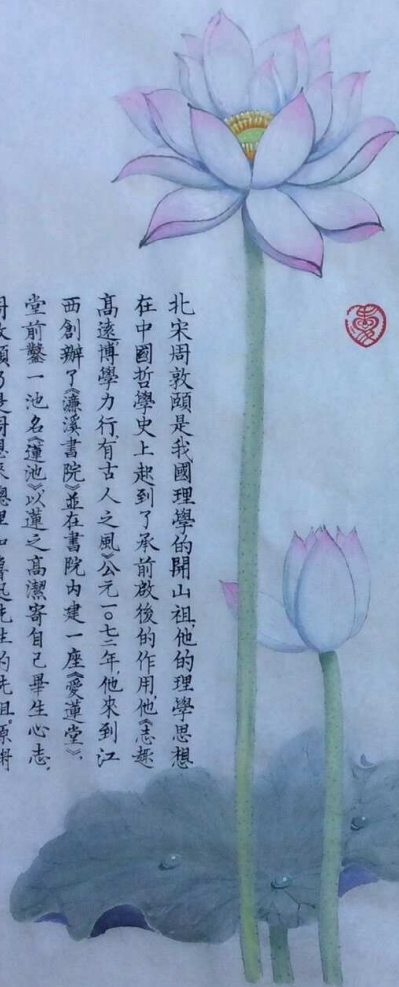 北宋周敦頤是我國理學的開山祖，他的理學思想
在中國哲學史上起到了承前啟後的作用，他《志趣
高遠，博學力行，有古人之風》公元一〇七二年，他來到江
西創辦了《濂溪書院》並在書院內建一座《愛蓮堂》，
堂前鑿一池名《蓮池》以蓮之高潔寄自己畢生心志，
愛